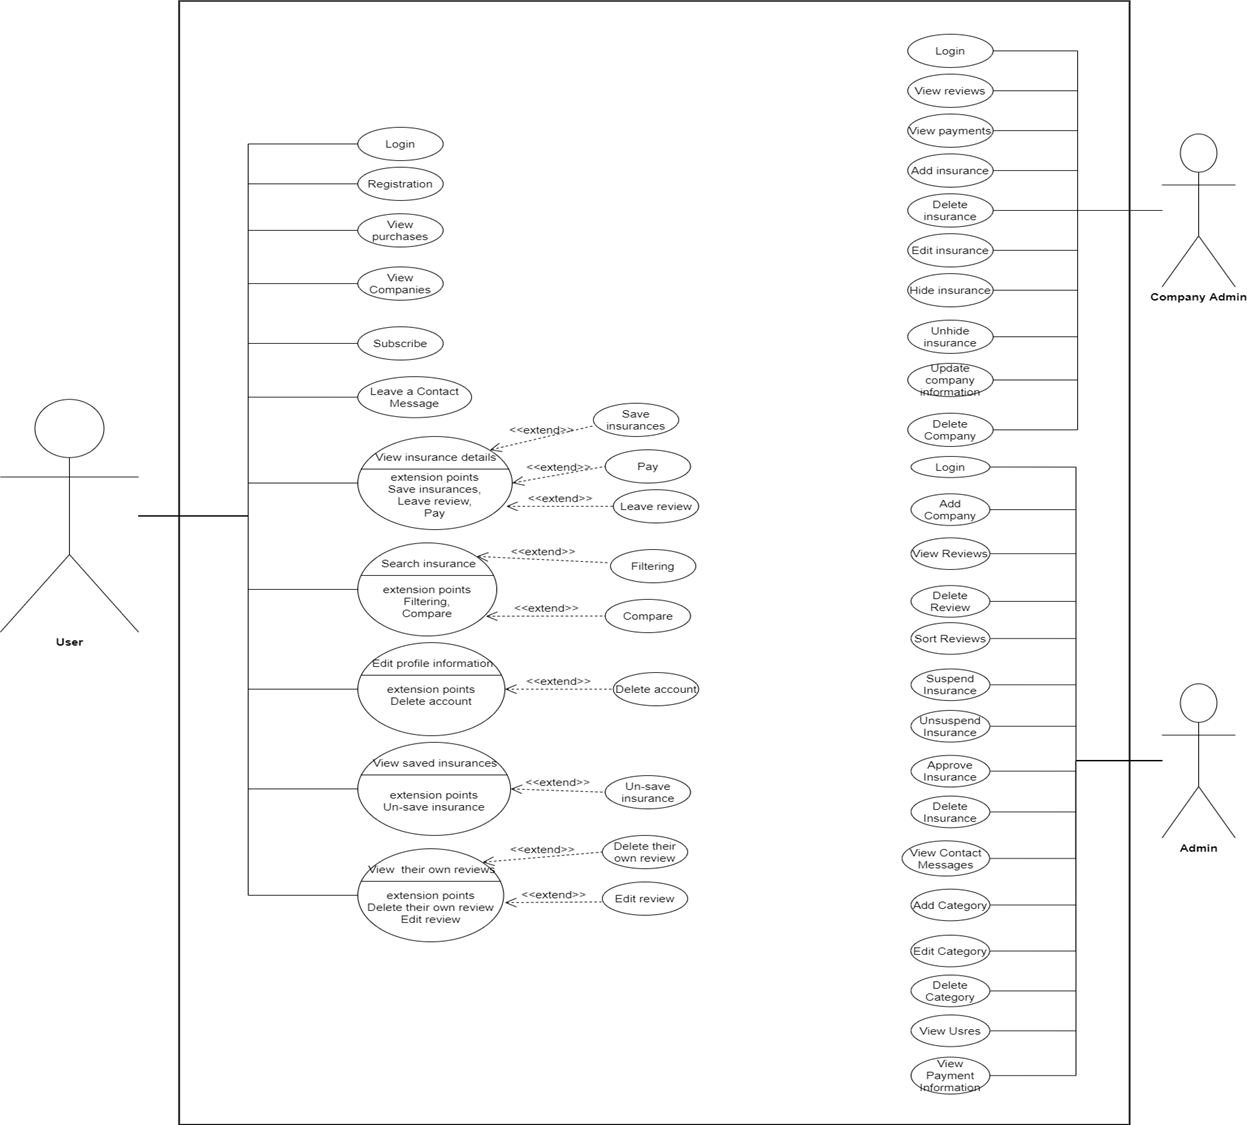 Login
Registration
View
purchases
View
Companies
Subscribe
Leave a Contact
Message
View insurance details
extension points
Save insurances,
Leave review,
Pay
<<extend>>
Save
insurances
<<extend>>
Pay
<<extend>>
Leave review
Search insurance
extension points
Filtering,
Compare
<<extend>>
Filtering
<<extend>>
Compare
Edit profile information
extension points
Delete account
<<extend>>
Delete account
View saved insurances
extension points
Un-save insurance
<<extend>>
Un-save
insurance
View their own reviews
extension points
Delete their own review
Edit review
<<extend>>
Delete their
own review
<<extend>>
Edit review
User
Login
View reviews
View payments
Add insurance
Delete
insurance
Edit insurance
Hide insurance
Unhide
insurance
Update
company
information
Delete
Company
Company Admin
Login
Add
Company
View Reviews
Delete
Review
Sort Reviews
Suspend
Insurance
Unsuspend
Insurance
Approve
Insurance
Delete
Insurance
View Contact
Messages
Add Category
Edit Category
Delete
Category
View Usres
View
Payment
Information
Admin